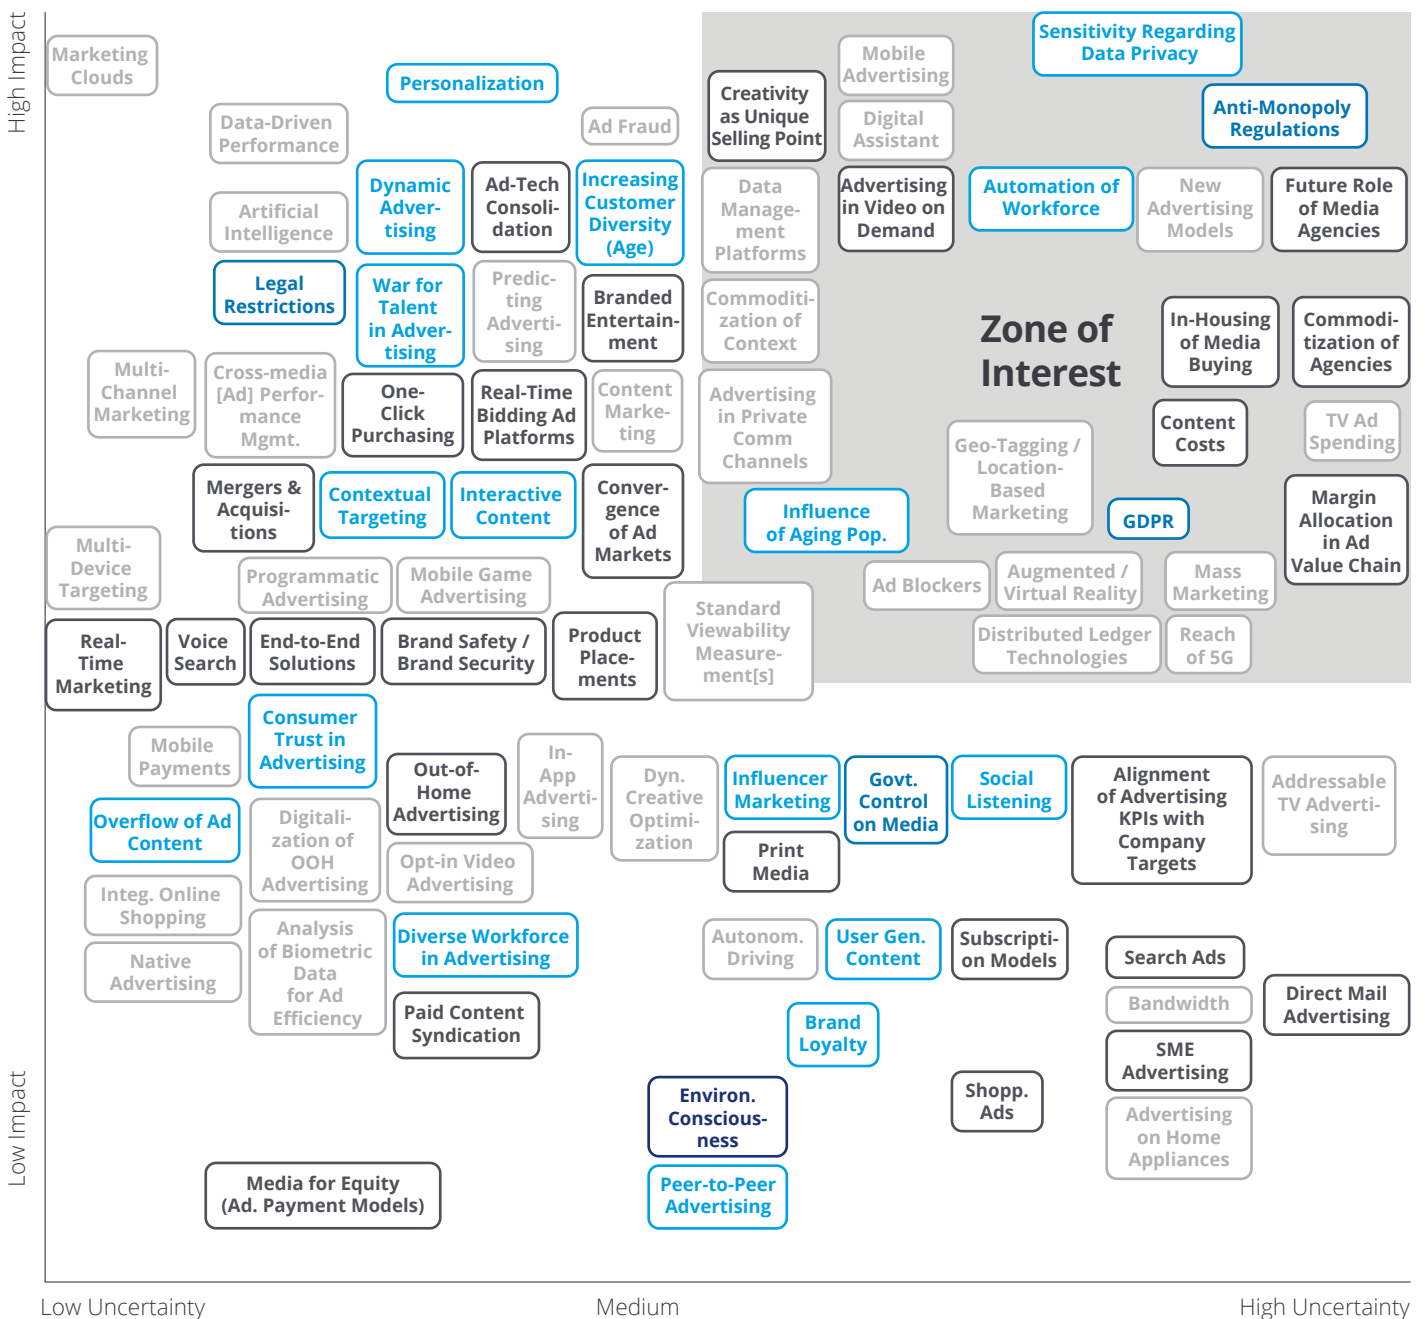 High Impact
Low Impact
Marketing
Clouds
Personalization
Data-Driven
Performance
Ad Fraud
Creativity
as Unique
Selling Point
Mobile
Advertising
Digital
Assistant
Sensitivity Regarding
Data Privacy
Anti-Monopoly
Regulations
Artificial
Intelligence
Dynamic
Adver-
tising
Ad-Tech
Consoli-
dation
Increasing
Customer
Diversity
(Age)
Data
Manage-
ment
Platforms
Advertising
in Video on
Demand
Automation of
Workforce
New
Advertising
Models
Future Role
of Media
Agencies
Legal
Restrictions
War for
Talent
in Adver-
tising
Predic-
ting
Adverti-
sing
Branded
Entertain-
ment
Commoditi-
zation of
Context
Zone of
Interest
In-Housing
of Media
Buying
Commodi-
tization of
Agencies
Multi-
Channel
Marketing
Cross-media
[Ad] Perfor-
mance
Mgmt.
One-
Click
Purchasing
Real-Time
Bidding Ad
Platforms
Content
Marke-
ting
Advertising
in Private
Comm
Channels
Geo-Tagging /
Location-
Based
Marketing
Content
Costs
TV Ad
Spending
Mergers &
Acquisi-
tions
Contextual
Targeting
Interactive
Content
Conver-
gence
of Ad
Markets
Influence
of Aging Pop.
GDPR
Margin
Allocation
in Ad
Value Chain
Multi-
Device
Targeting
Programmatic
Advertising
Mobile Game
Advertising
Standard
Viewability
Measure-
ment[s]
Ad Blockers
Augmented /
Virtual Reality
Mass
Marketing
Real-
Time
Marketing
Voice
Search
End-to-End
Solutions
Brand Safety /
Brand Security
Product
Place-
ments
Distributed Ledger
Technologies
Reach
of 5G
Mobile
Payments
Consumer
Trust in
Advertising
Out-of-
Home
Advertising
In-
App
Adverti-
sing
Dyn.
Creative
Optimi-
zation
Influencer
Marketing
Govt.
Control
on Media
Social
Listening
Alignment
of Advertising
KPIs with
Company
Targets
Addressable
TV Adverti-
sing
Overflow of Ad
Content
Digitali-
zation of
OOH
Advertising
Opt-in Video
Advertising
Print
Media
Integ. Online
Shopping
Native
Advertising
Analysis
of Biometric
Data
for Ad
Efficiency
Diverse Workforce
in Advertising
Paid Content
Syndication
Autonom.
Driving
User Gen.
Content
Subscripti-
on Models
Search Ads
Bandwidth
Direct Mail
Advertising
Brand
Loyalty
SME
Advertising
Environ.
Conscious-
ness
Shopp.
Ads
Advertising
on Home
Appliances
Media for Equity
(Ad. Payment Models)
Peer-to-Peer
Advertising
Low Uncertainty
Medium
High Uncertainty